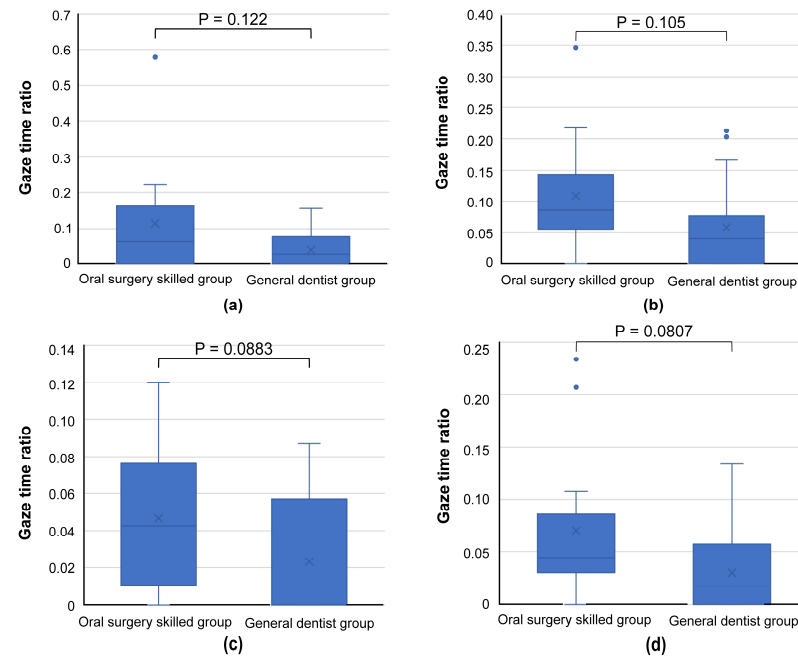 P = 0.122
0.7
0.6
0.5
0.4
0.3
0.2
0.1
0
Gaze time ratio
Oral surgery skilled group
General dentist group
(a)
P = 0.105
0.40
0.35
0.30
0.25
0.20
0.15
0.10
0.05
0
Gaze time ratio
Oral surgery skilled group
General dentist group
(b)
P = 0.0883
0.14
0.12
0.10
0.08
0.06
0.04
0.02
0
Gaze time ratio
Oral surgery skilled group
General dentist group
(c)
P = 0.0807
0.25
0.20
0.15
0.10
0.05
0
Gaze time ratio
Oral surgery skilled group
General dentist group
(d)